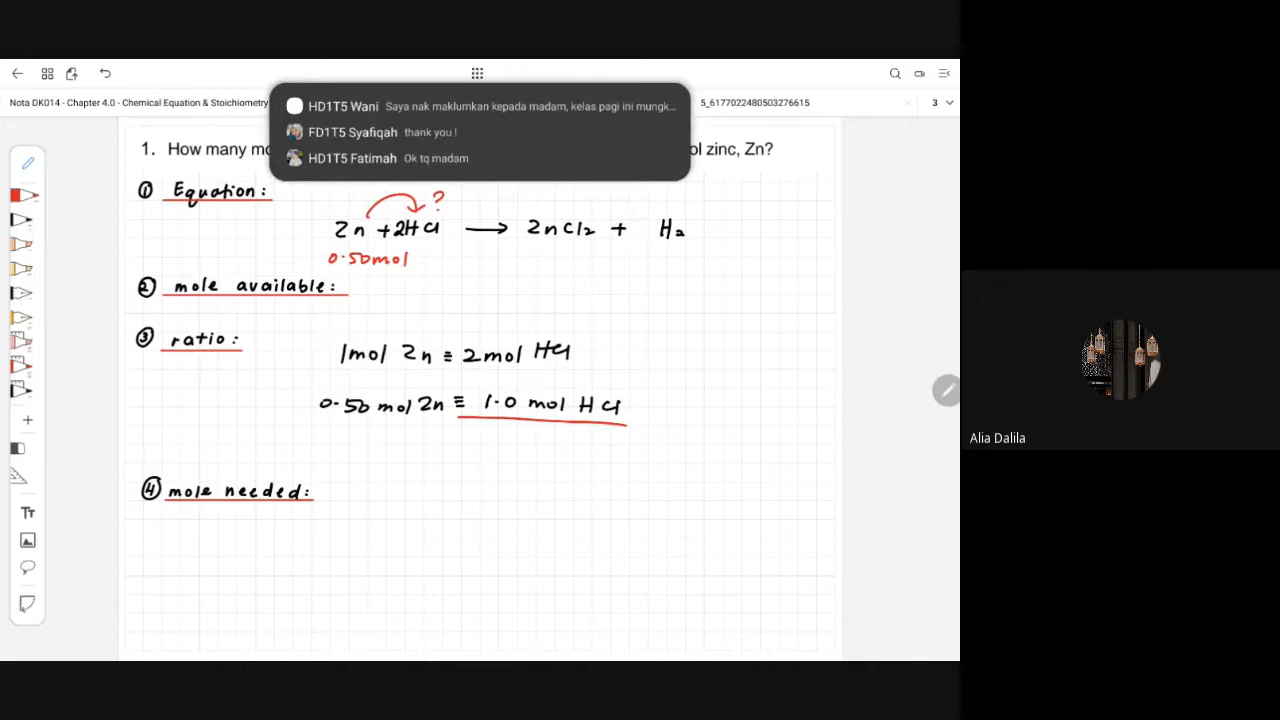 Nota DK014 - Chapter 4.0 - Chemical Equation & Stoichiometry
5_6177022480503276615
3
HD1T5 Wani Saya nak maklumkan kepada madam, kelas pagi ini mungk...
FD1T5 Syafiqah thank you !
HD1T5 Fatimah Ok tq madam
1. How many mo
ol zinc, Zn?
① Equation:
?
Zn + 2HCl ⟶ ZnCl2 + H2
0.50mol
② mole available:
③ ratio:
1mol Zn ≡ 2mol HCl
0.50 mol Zn ≡ 1.0 mol HCl
④ mole needed:
Tт
Alia Dalila